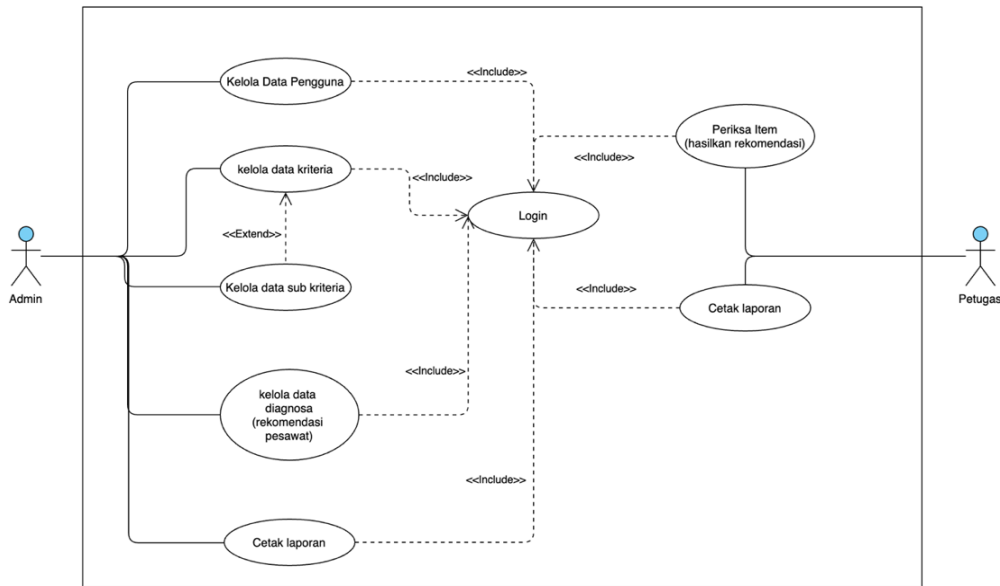 Kelola Data Pengguna
<<Include>>
Periksa Item
(hasilkan rekomendasi)
<<Include>>
kelola data kriteria
<<Include>>
Login
<<Extend>>
Admin
Kelola data sub kriteria
<<Include>>
Cetak laporan
Petugas
kelola data
diagnosa
(rekomendasi
pesawat)
<<Include>>
<<Include>>
Cetak laporan